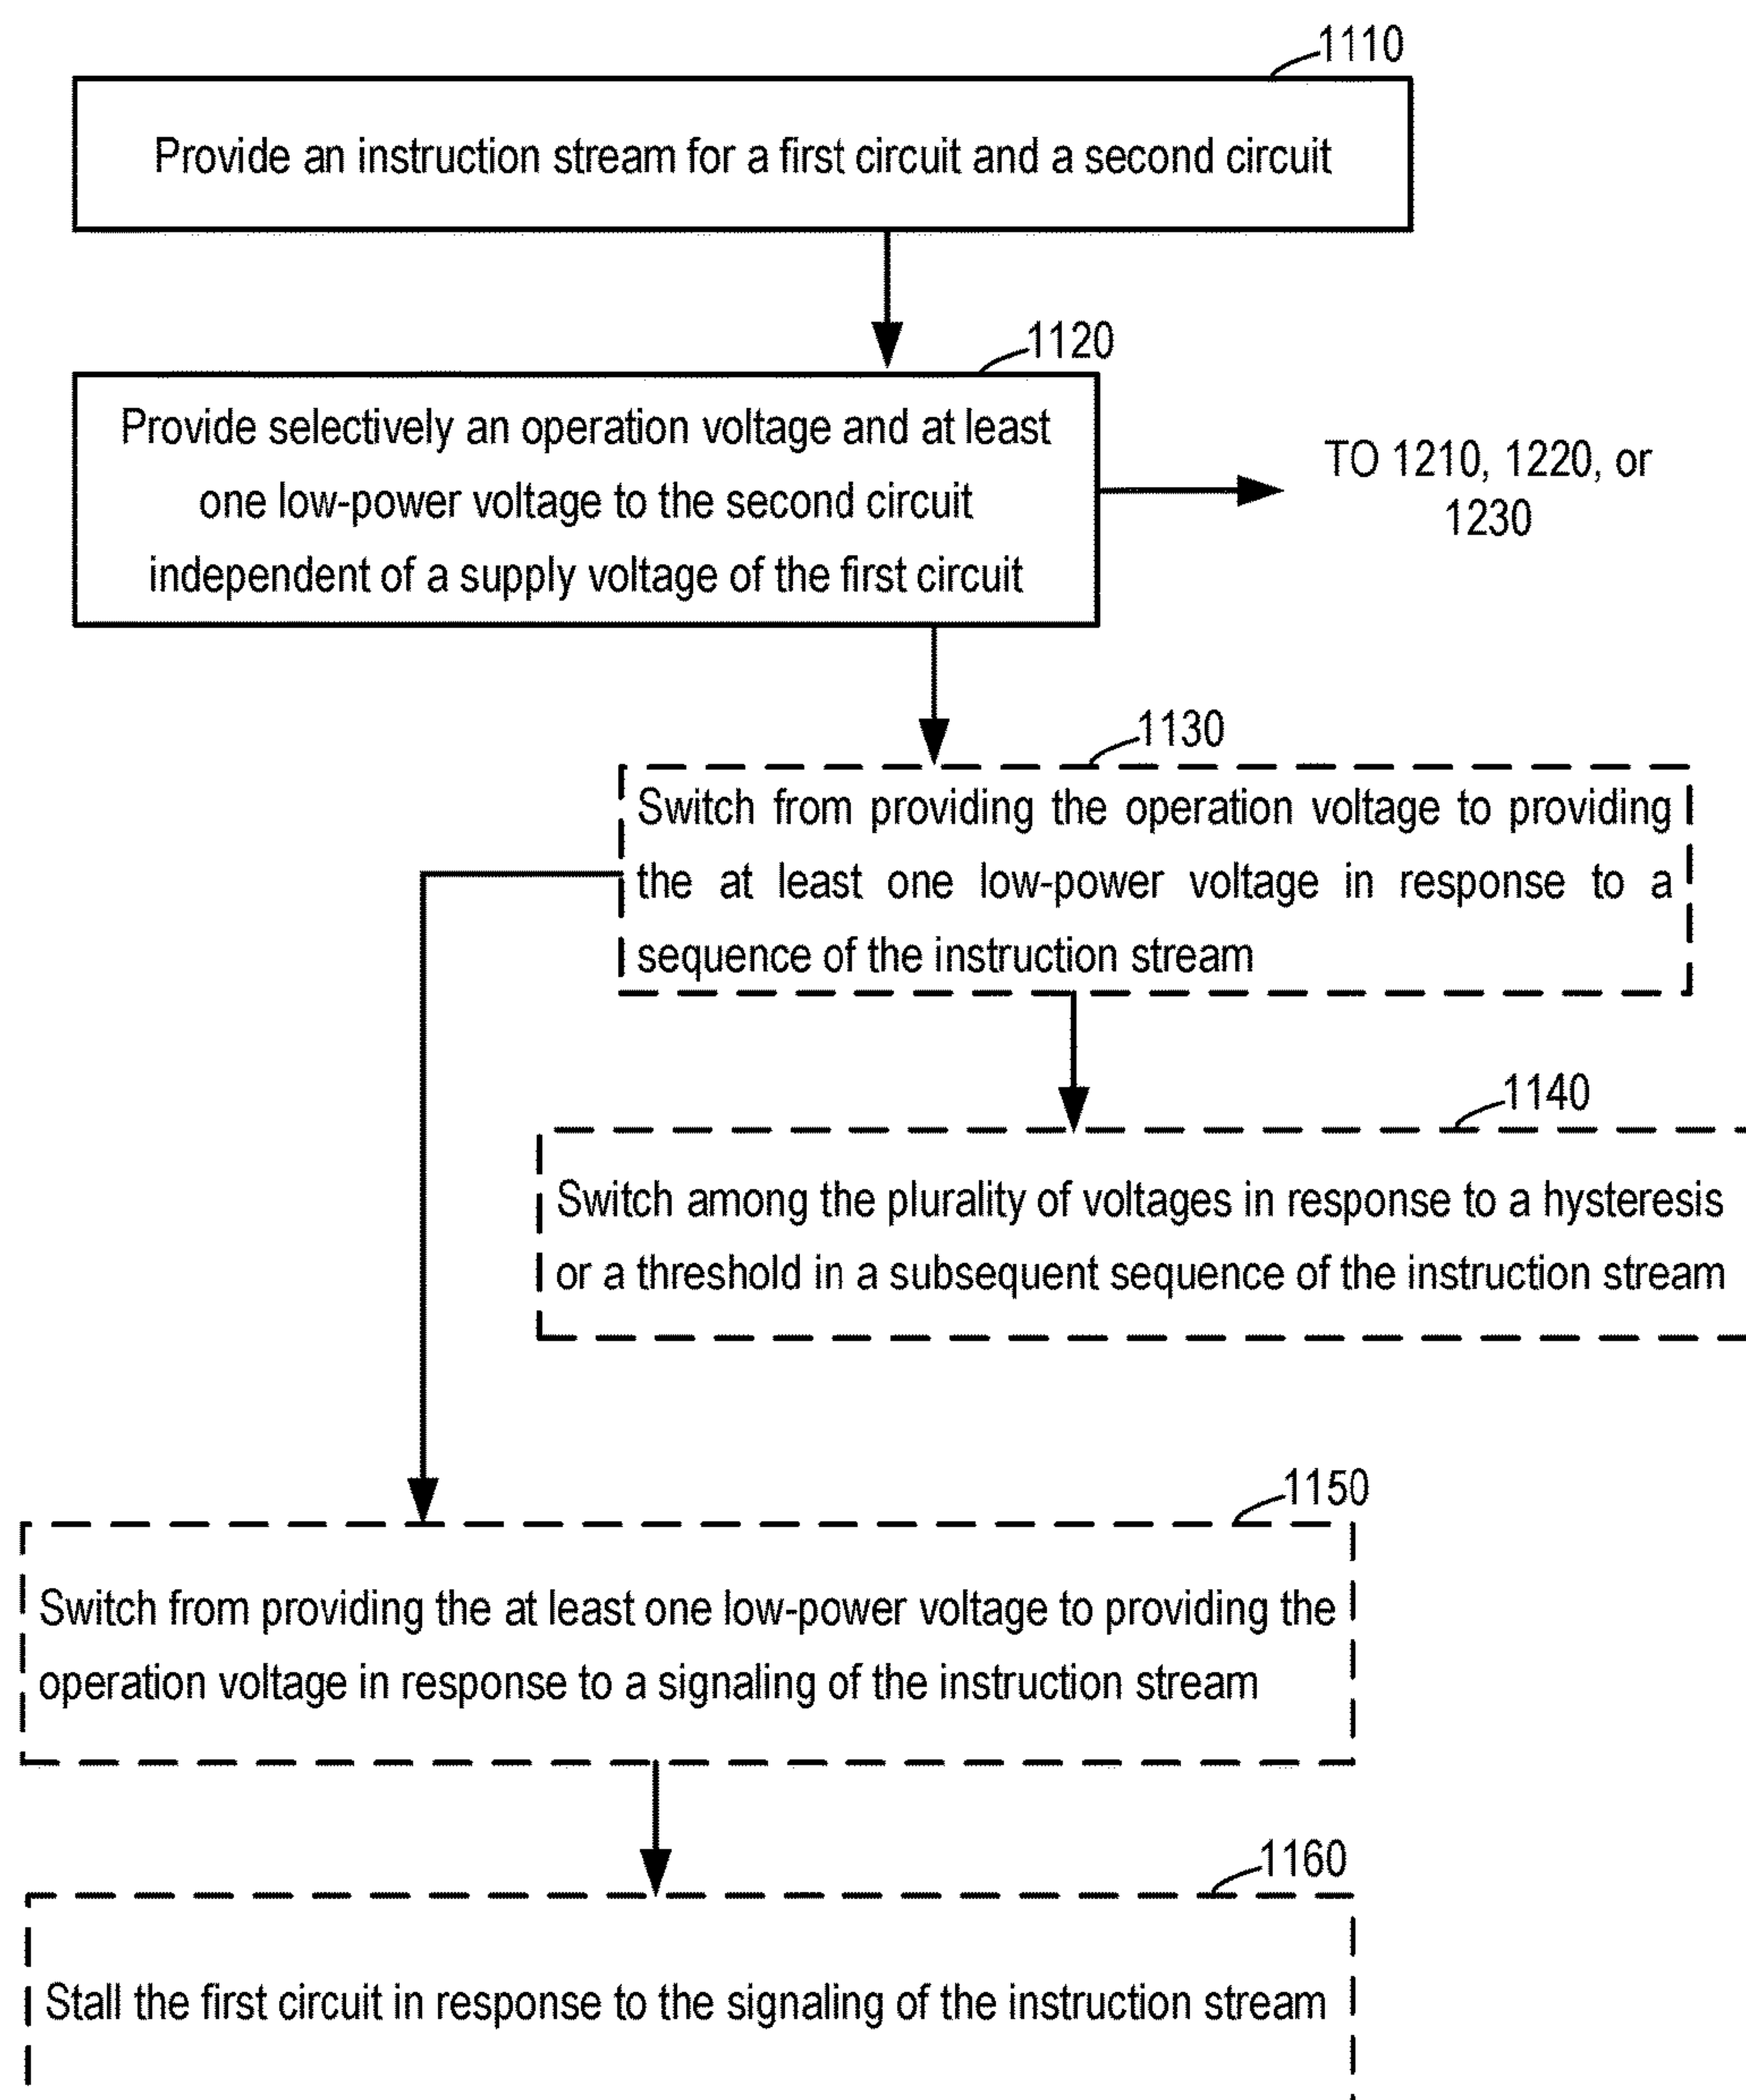 1110
Provide an instruction stream for a first circuit and a second circuit
1120
Provide selectively an operation voltage and at least
one low-power voltage to the second circuit
independent of a supply voltage of the first circuit
TO 1210, 1220, or
1230
1130
Switch from providing the operation voltage to providing
the at least one low-power voltage in response to a
sequence of the instruction stream
1140
Switch among the plurality of voltages in response to a hysteresis
or a threshold in a subsequent sequence of the instruction stream
1150
Switch from providing the at least one low-power voltage to providing the
operation voltage in response to a signaling of the instruction stream
1160
Stall the first circuit in response to the signaling of the instruction stream